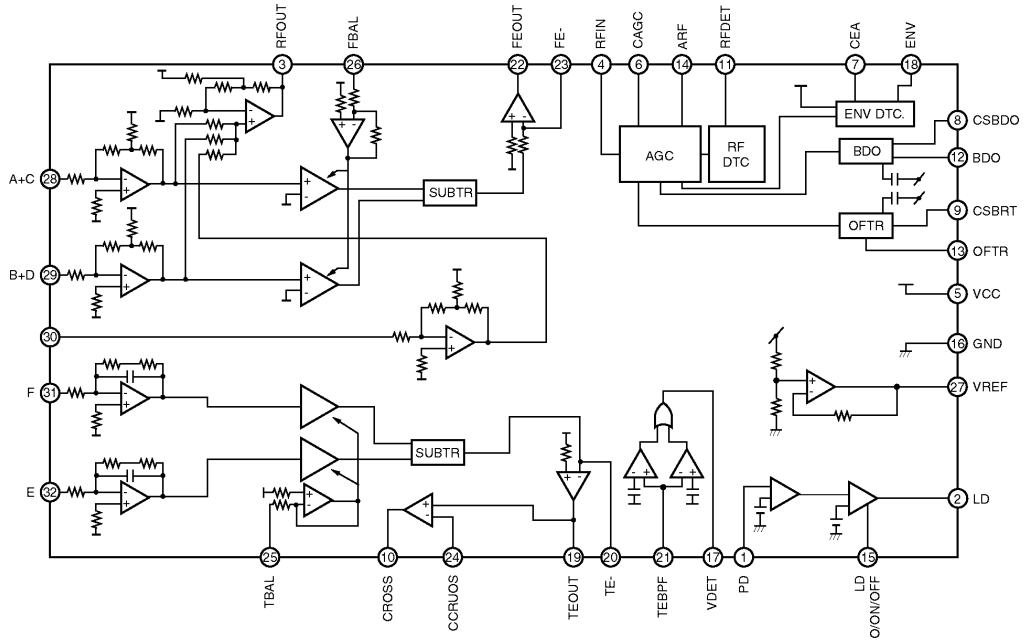 RFOUT
FBAL
FEOUT
FE-
RFIN
CAGC
ARF
RFDET
CEA
ENV
3
26
22
23
4
6
14
11
7
18
ENV DTC.
8 CSBDO
AGC
RF
DTC
BDO
12 BDO
A+C 28
SUBTR
9 CSBRT
OFTR
13 OFTR
B+D 29
5 VCC
30
16 GND
F 31
27 VREF
SUBTR
E 32
2 LD
25
10
24
19
20
21
17
1
15
TBAL
CROSS
CCRUOS
TEOUT
TE-
TEBPF
VDET
PD
LD
O/ON/OFF